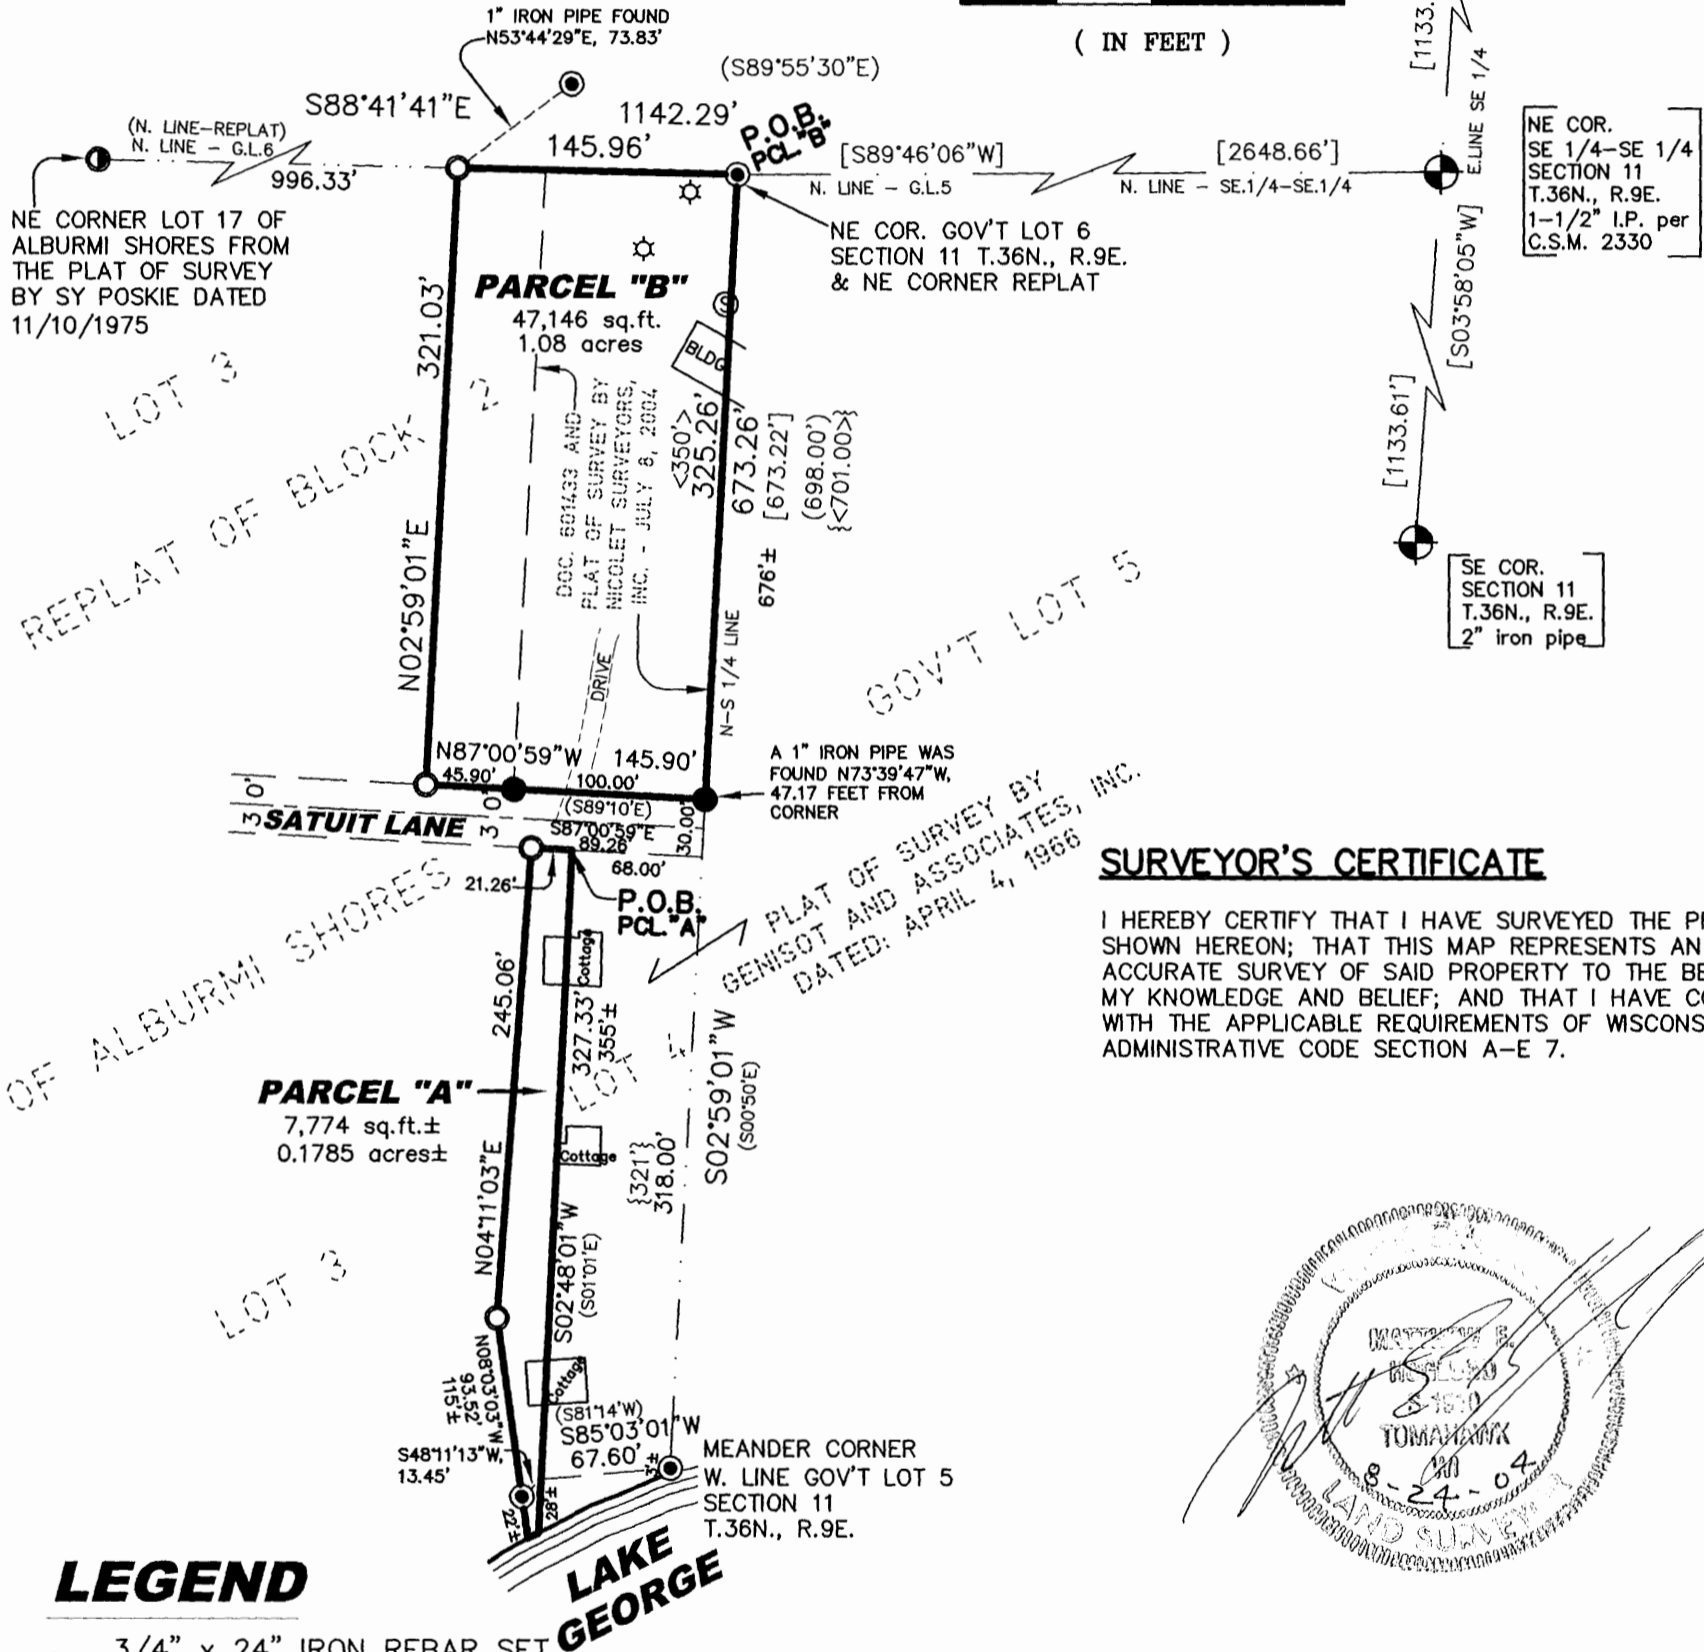 1" IRON PIPE FOUND
N53°44'29"E, 73.83'
( IN FEET )
[1133.
E.LINE SE 1/4
(S89°55'30"E)
S88°41'41"E
1142.29'
145.96'
P.O.B.
PCL."B"
(N. LINE-REPLAT)
N. LINE - G.L.6
996.33'
[S89°46'06"W]
[2648.66']
N. LINE - G.L.5
N. LINE - SE.1/4-SE.1/4
NE COR.
SE 1/4-SE 1/4
SECTION 11
T.36N., R.9E.
1-1/2" I.P. per
C.S.M. 2330
NE CORNER LOT 17 OF
ALBURMI SHORES FROM
THE PLAT OF SURVEY
BY SY POSKIE DATED
11/10/1975
NE COR. GOV'T LOT 6
SECTION 11 T.36N., R.9E.
& NE CORNER REPLAT
[S03°58'05"W]
[1133.61']
PARCEL "B"
47,146 sq.ft.
1.08 acres
S
BLDG
321.03'
N02°59'01"E
LOT 3
REPLAT OF BLOCK 2
DOC. 601433 AND
PLAT OF SURVEY BY
NICOLET SURVEYORS,
INC. - JULY 8, 2004
<350'>
325.26'
673.26'
[673.22']
(698.00')
{<701.00>}
676'±
N-S 1/4 LINE
DRIVE
GOV'T LOT 5
SE COR.
SECTION 11
T.36N., R.9E.
2" iron pipe
N87°00'59"W
145.90'
45.90'
100.00'
(S89°10'E)
A 1" IRON PIPE WAS
FOUND N73°39'47"W,
47.17 FEET FROM
CORNER
30'
30'
SATUIT LANE
S87°00'59"E
89.26'
30.00'
68.00'
21.26'
P.O.B.
PCL."A"
PLAT OF SURVEY BY
GENISOT AND ASSOCIATES, INC.
DATED: APRIL 4, 1966
SURVEYOR'S CERTIFICATE
I HEREBY CERTIFY THAT I HAVE SURVEYED THE
SHOWN HEREON; THAT THIS MAP REPRESENTS AN
ACCURATE SURVEY OF SAID PROPERTY TO THE
MY KNOWLEDGE AND BELIEF; AND THAT I HAVE
WITH THE APPLICABLE REQUIREMENTS OF
ADMINISTRATIVE CODE SECTION A-E 7.
OF ALBURMI SHORES
245.06'
N04°11'03"E
Cottage
327.33'
355'±
LOT 4
S02°59'01"W
(S00°50'E)
PARCEL "A"
7,774 sq.ft.±
0.1785 acres±
Cottage
{321'}
318.00'
S02°48'01"W
(S01°01'E)
LOT 3
N08°03'03"W
93.52'
115'±
Cottage
(S81°14'W)
S85°03'01"W
67.60'
S48°11'13"W,
13.45'
3'±
28'±
22'±
MEANDER CORNER
W. LINE GOV'T LOT 5
SECTION 11
T.36N., R.9E.
LAKE
GEORGE
TOMAHAWK
WI
8-24-04
LAND SURVEYOR
LEGEND
3/4" x 24" IRON REBAR SET